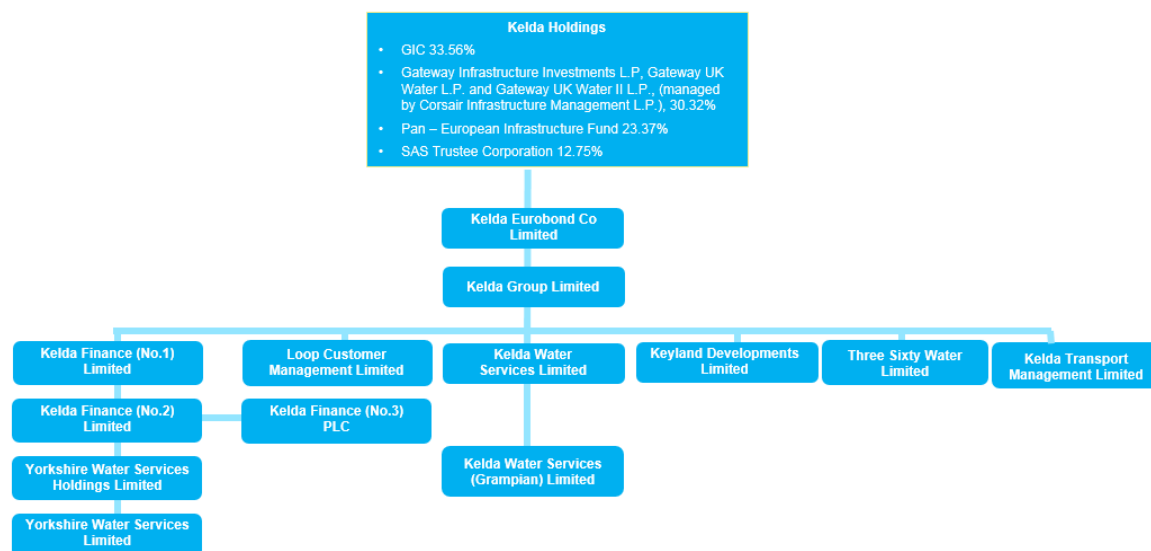 Kelda Holdings
• GIC 33.56%
• Gateway Infrastructure Investments L.P, Gateway UK
Water L.P. and Gateway UK Water II L.P., (managed
by Corsair Infrastructure Management L.P.), 30.32%
• Pan – European Infrastructure Fund 23.37%
• SAS Trustee Corporation 12.75%
Kelda Eurobond Co
Limited
Kelda Group Limited
Kelda Finance (No.1)
Limited
Loop Customer
Management Limited
Kelda Water
Services Limited
Keyland Developments
Limited
Three Sixty Water
Limited
Kelda Transport
Management Limited
Kelda Finance (No.2)
Limited
Kelda Finance (No.3)
PLC
Yorkshire Water Services
Holdings Limited
Kelda Water Services
(Grampian) Limited
Yorkshire Water Services
Limited